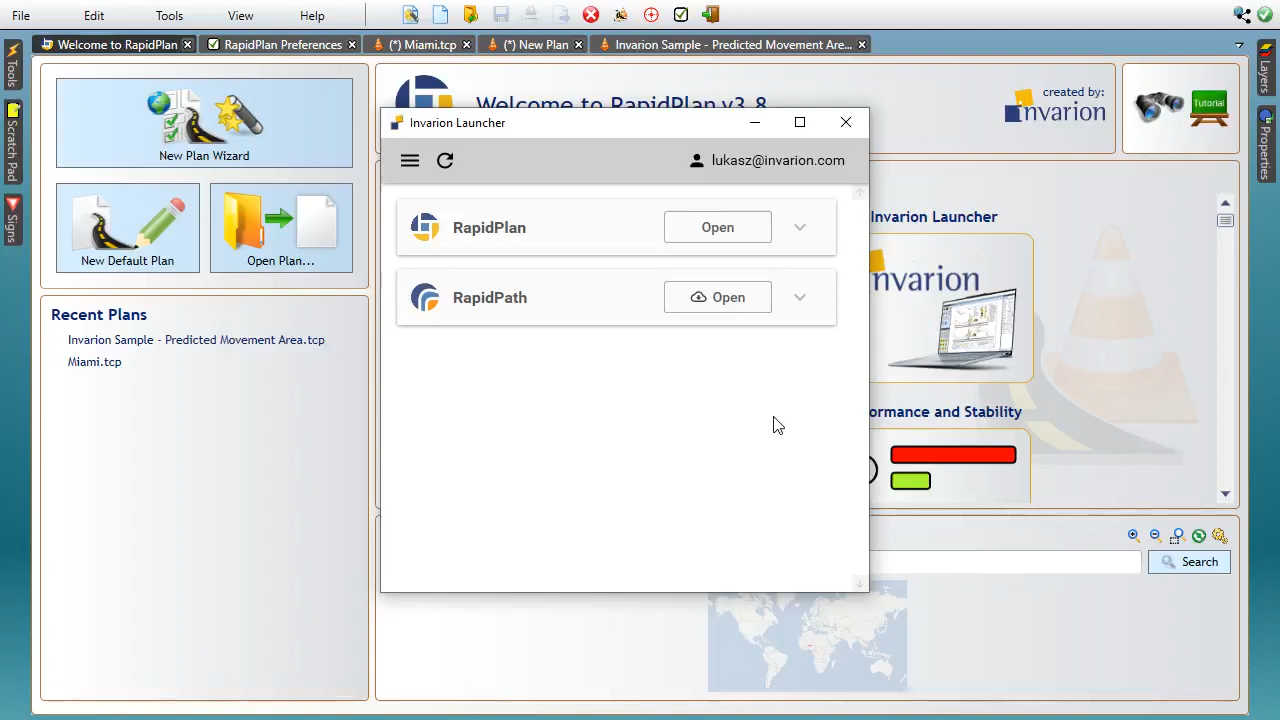 File Edit Tools View Help
Welcome to RapidPlan RapidPlan Preferences (*) Miami.tcp (*) New Plan Invarion Sample - Predicted Movement Are...
Tools
Scratch Pad
Signs
New Plan Wizard
New Default Plan
Open Plan...
Recent Plans
Invarion Sample - Predicted Movement Area.tcp
Miami.tcp
Welcome to RapidPlan v3.8
created by:
invarion
Tutorial
Invarion Launcher
lukasz@invarion.com
RapidPlan Open
RapidPath Open
Invarion Launcher
nvarion
ormance and Stability
Search
Layers
Properties